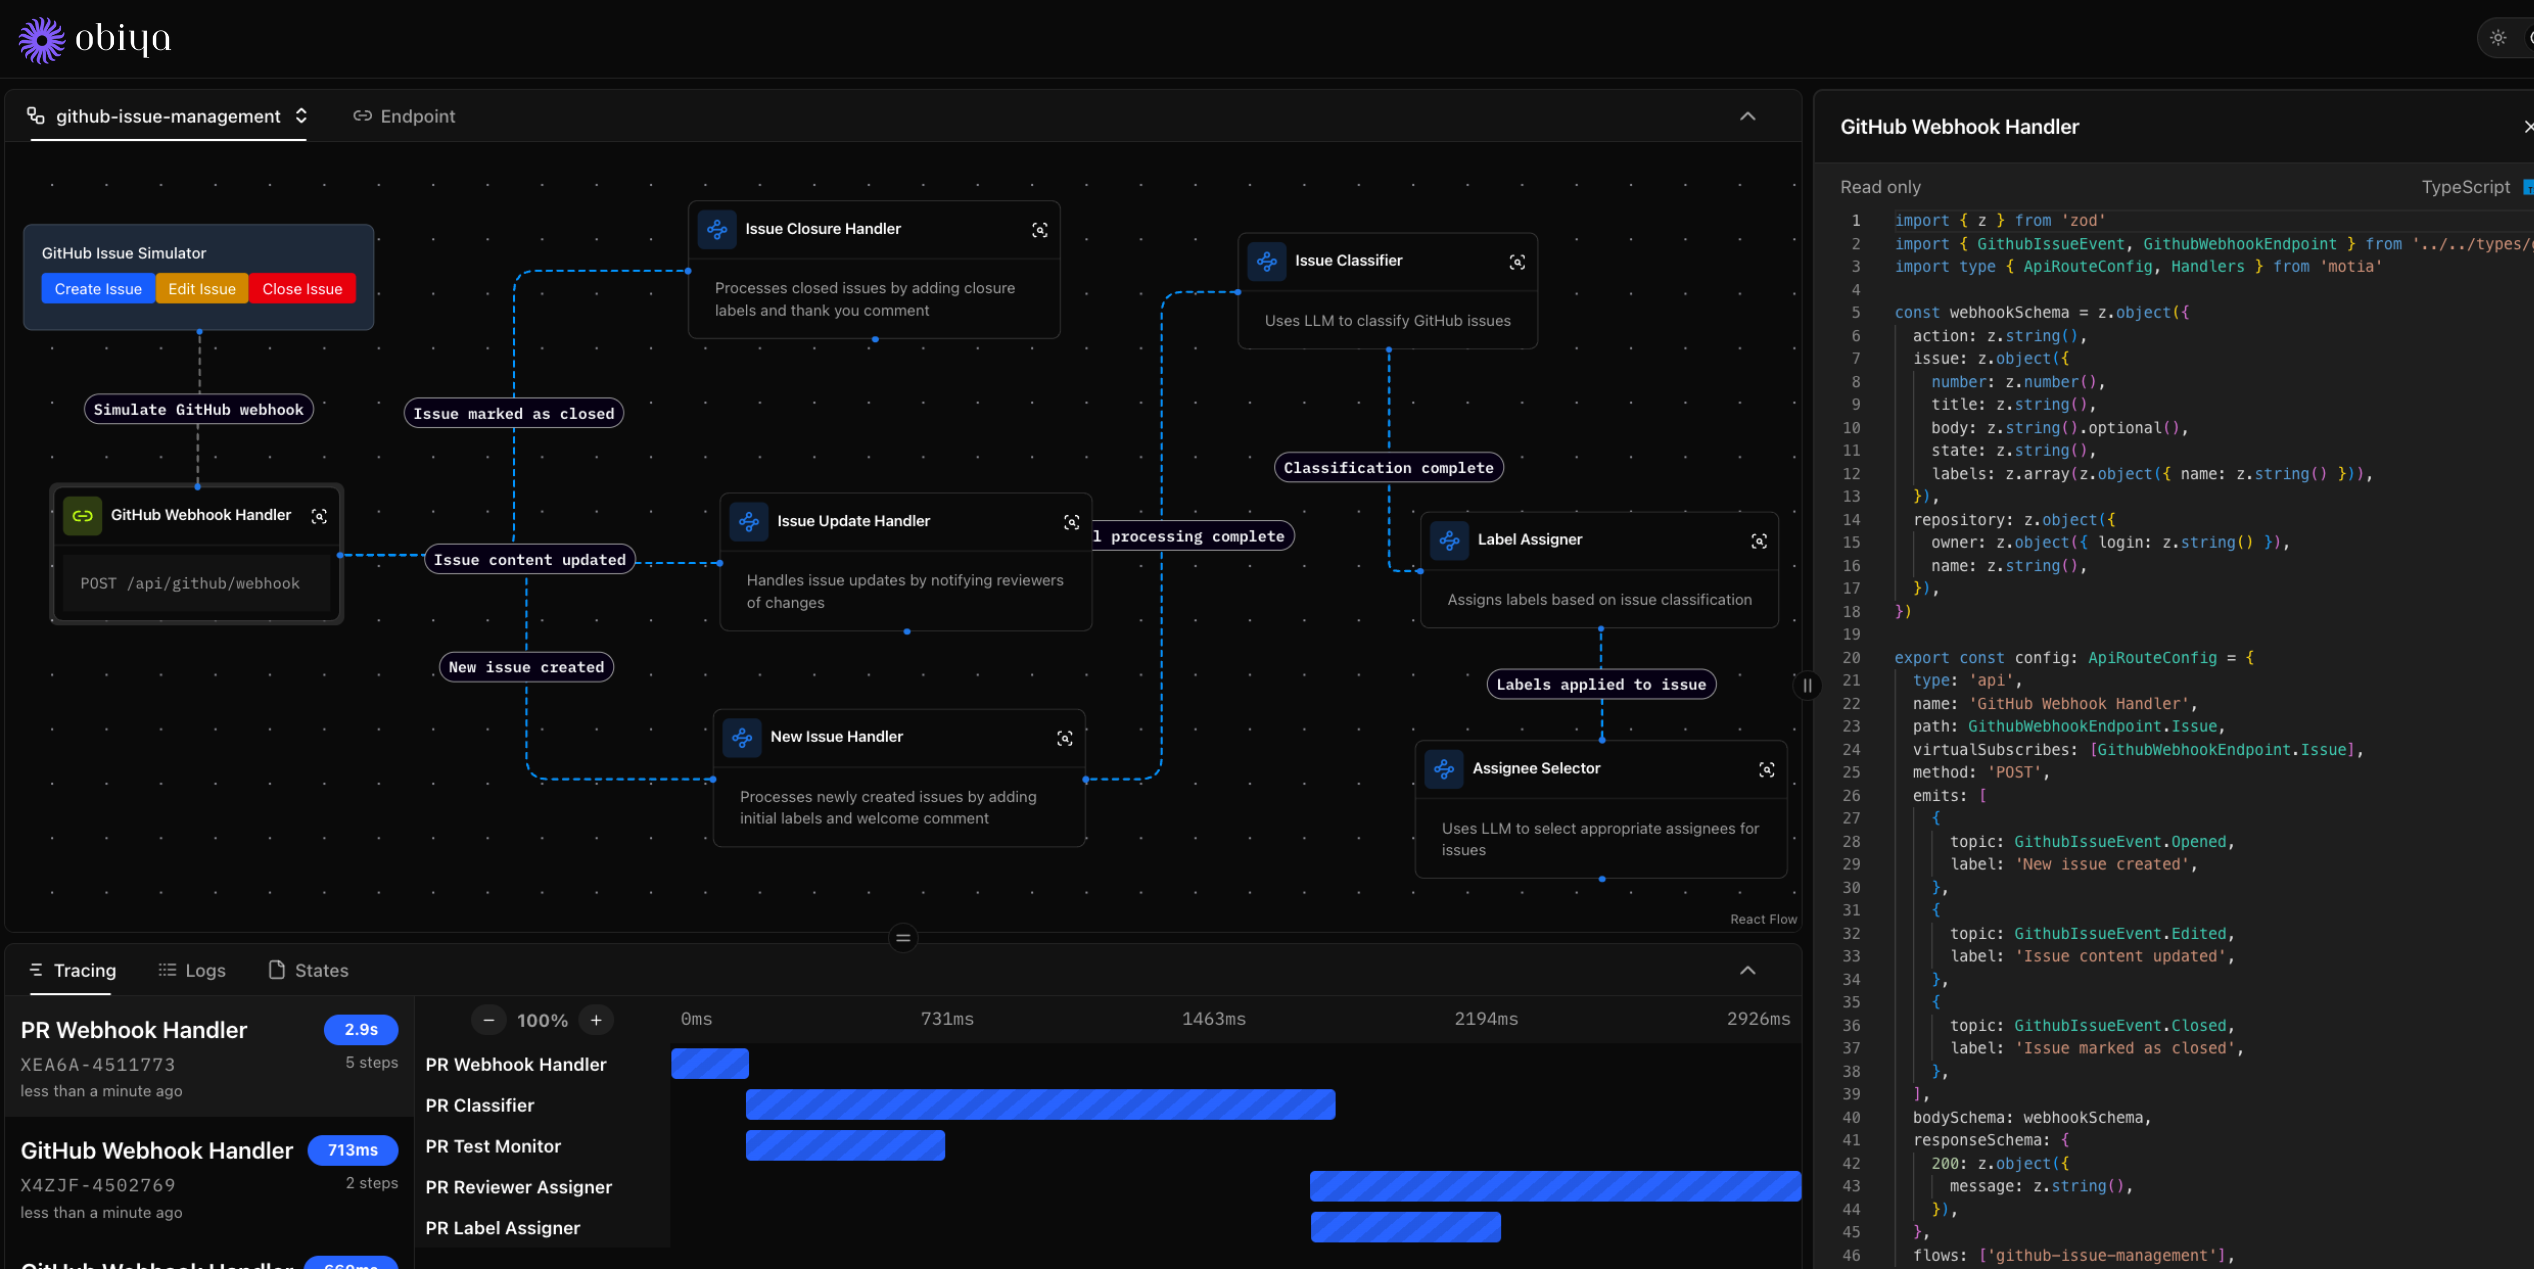 obiya
github-issue-management
Endpoint
GitHub Issue Simulator
Create Issue
Edit Issue
Close Issue
Simulate GitHub webhook
GitHub Webhook Handler
POST /api/github/webhook
Issue marked as closed
Issue content updated
New issue created
Issue Closure Handler
Processes closed issues by adding closure
labels and thank you comment
Issue Update Handler
Handles issue updates by notifying reviewers
of changes
New Issue Handler
Processes newly created issues by adding
initial labels and welcome comment
l processing complete
Issue Classifier
Uses LLM to classify GitHub issues
Classification complete
Label Assigner
Assigns labels based on issue classification
Labels applied to issue
Assignee Selector
Uses LLM to select appropriate assignees for
issues
React Flow
Tracing
Logs
States
PR Webhook Handler
2.9s
XEA6A-4511773
5 steps
less than a minute ago
GitHub Webhook Handler
713ms
X4ZJF-4502769
2 steps
less than a minute ago
GitHub Webhook Handler
100%
0ms
731ms
1463ms
2194ms
2926ms
PR Webhook Handler
PR Classifier
PR Test Monitor
PR Reviewer Assigner
PR Label Assigner
GitHub Webhook Handler
Read only
TypeScript
1 import { z } from 'zod'
2 import { GithubIssueEvent, GithubWebhookEndpoint } from '../../types/
3 import type { ApiRouteConfig, Handlers } from 'motia'
4
5 const webhookSchema = z.object({
6 action: z.string(),
7 issue: z.object({
8 number: z.number(),
9 title: z.string(),
10 body: z.string().optional(),
11 state: z.string(),
12 labels: z.array(z.object({ name: z.string() })),
13 }),
14 repository: z.object({
15 owner: z.object({ login: z.string() }),
16 name: z.string(),
17 }),
18 })
19
20 export const config: ApiRouteConfig = {
21 type: 'api',
22 name: 'GitHub Webhook Handler',
23 path: GithubWebhookEndpoint.Issue,
24 virtualSubscribes: [GithubWebhookEndpoint.Issue],
25 method: 'POST',
26 emits: [
27 {
28 topic: GithubIssueEvent.Opened,
29 label: 'New issue created',
30 },
31 {
32 topic: GithubIssueEvent.Edited,
33 label: 'Issue content updated',
34 },
35 {
36 topic: GithubIssueEvent.Closed,
37 label: 'Issue marked as closed',
38 },
39 ],
40 bodySchema: webhookSchema,
41 responseSchema: {
42 200: z.object({
43 message: z.string(),
44 }),
45 },
46 flows: ['github-issue-management'],